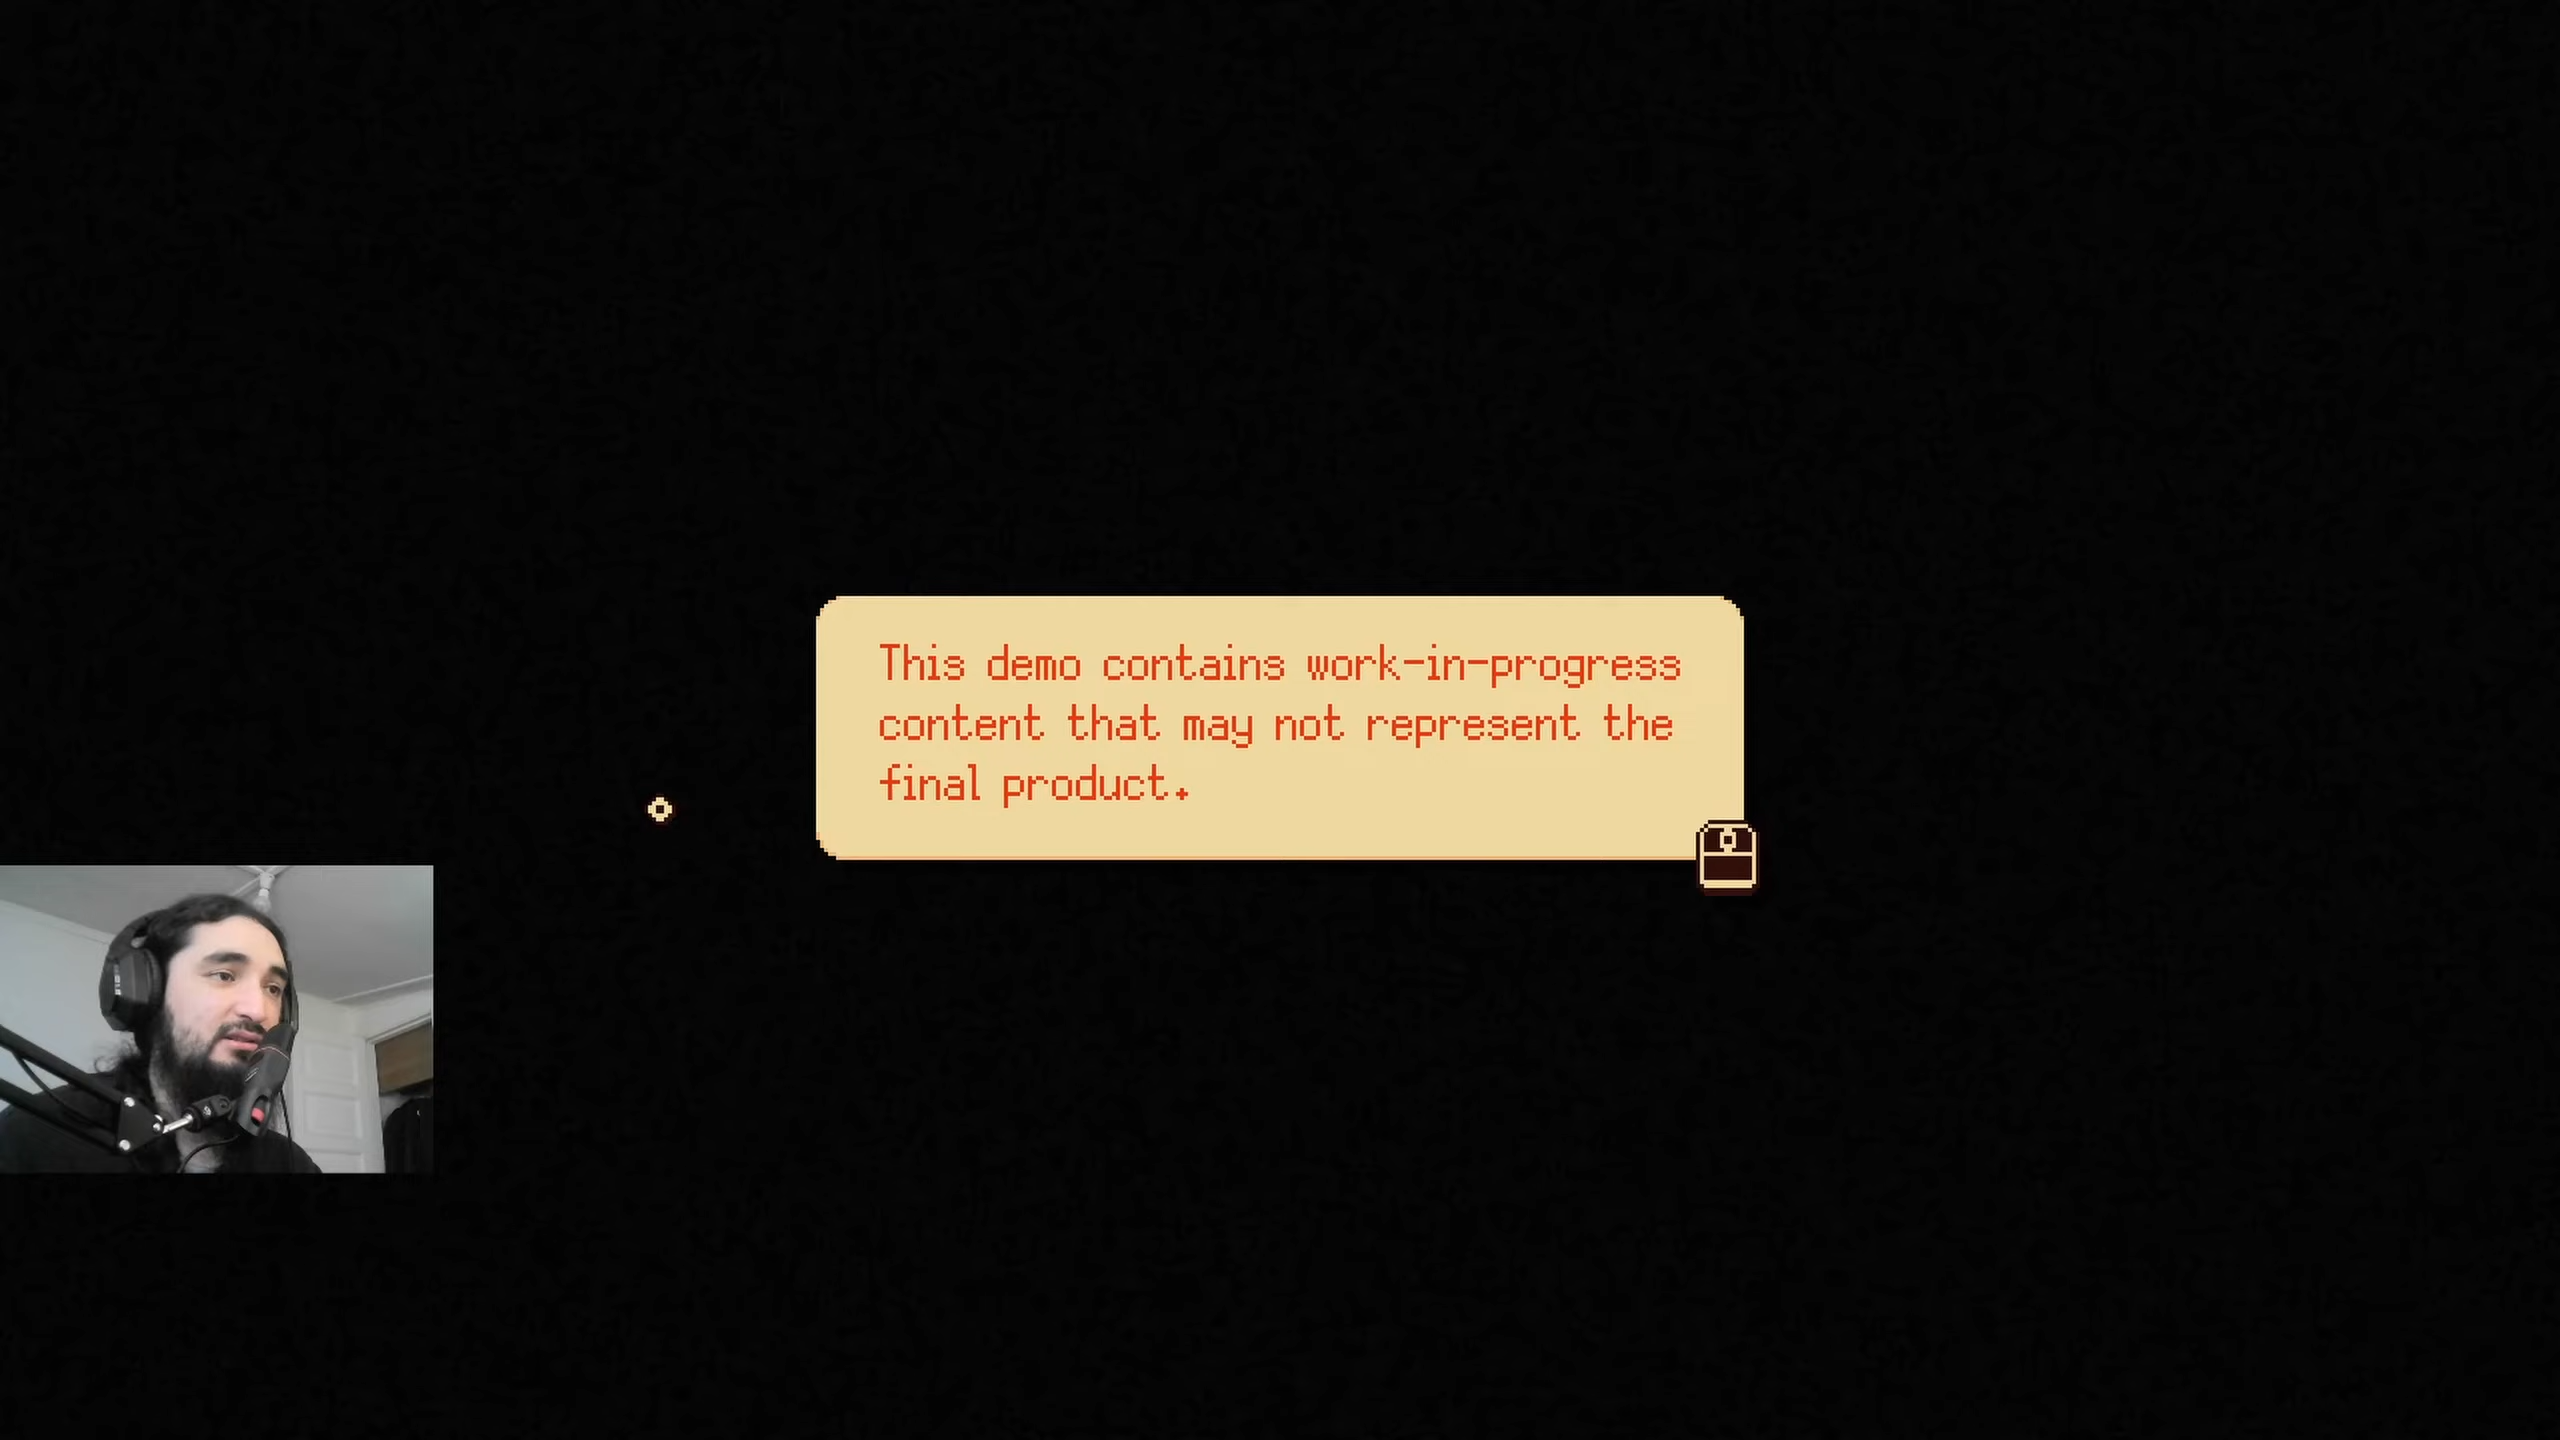 This demo contains work-in-progress
content that may not represent the
final product.